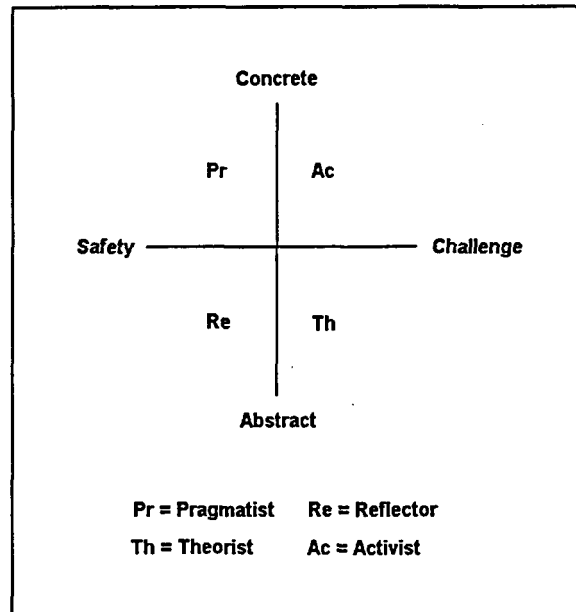 Concrete
Pr Ac
Safety Challenge
Re Th
Abstract
Pr = Pragmatist Re = Reflector
Th = Theorist Ac = Activist